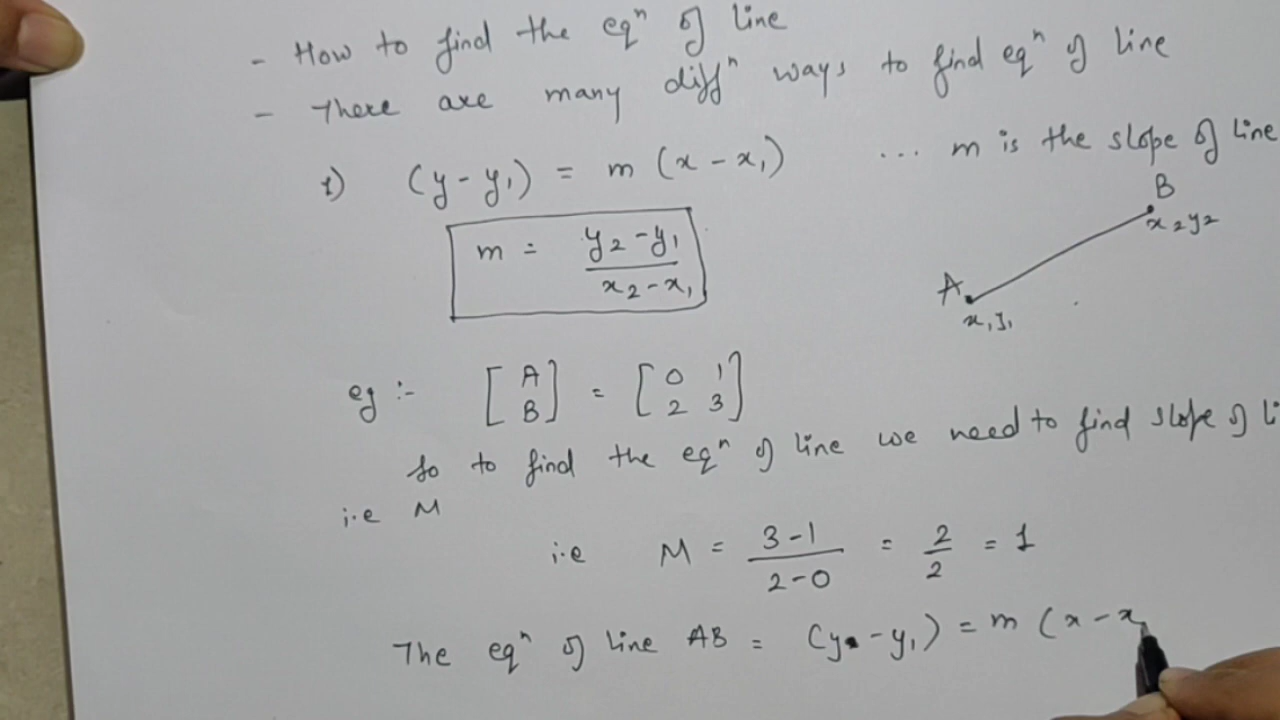 - How to find the eqⁿ of line
- There are many diffⁿ ways to find eqⁿ of line
1) (y-y₁) = m (x-x₁) ... m is the slope of line
m = y₂-y₁ / x₂-x₁
B
x₂y₂
A
x₁y₁
eg :- [A B] = [0 1 2 3]
so to find the eqⁿ of line we need to find slope of li
i.e M
i.e M = 3-1 / 2-0 = 2/2 = 1
The eqⁿ of line AB = (y-y₁) = m (x-x